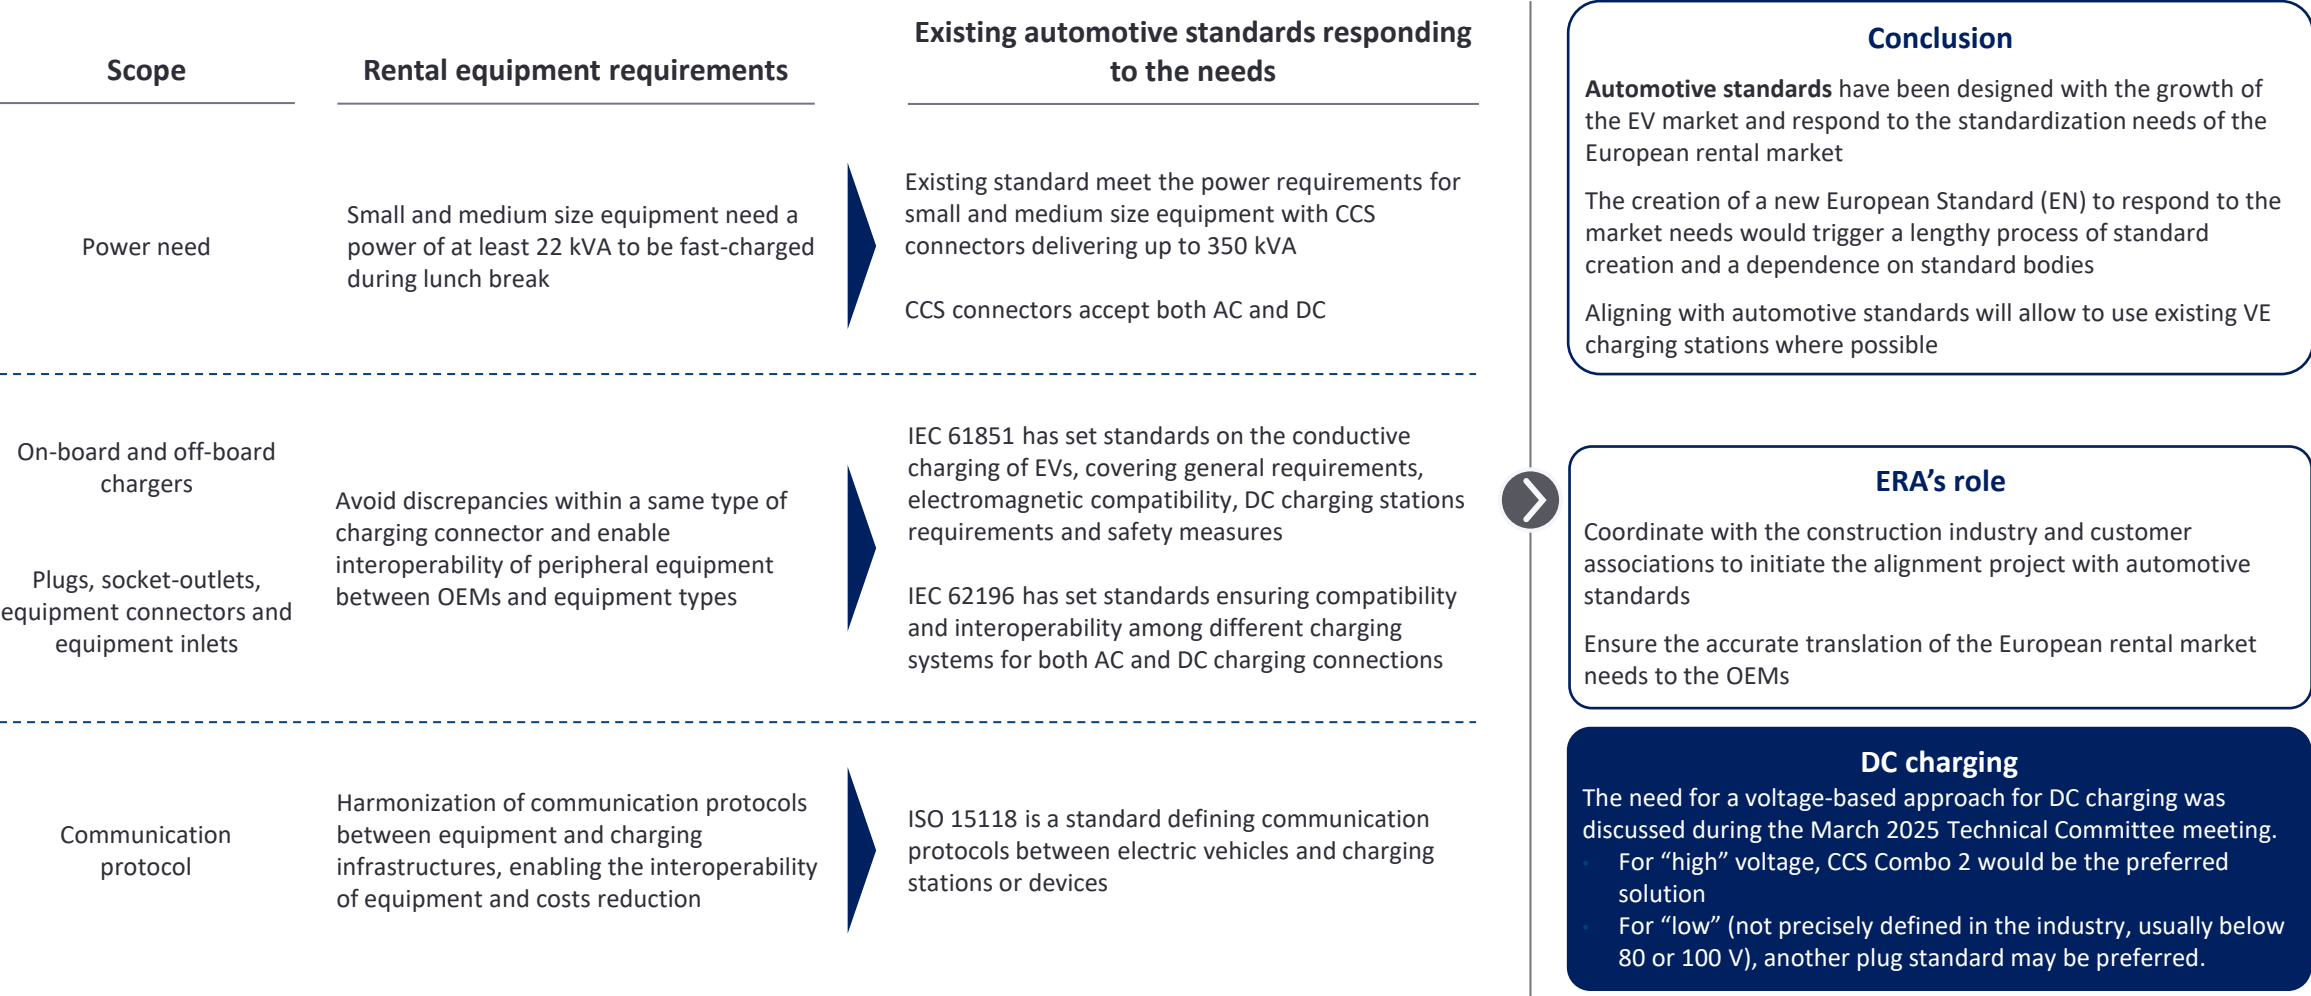 Scope
Rental equipment requirements
Existing automotive standards responding
to the needs
Power need
Small and medium size equipment need a
power of at least 22 kVA to be fast-charged
during lunch break
Existing standard meet the power requirements for
small and medium size equipment with CCS
connectors delivering up to 350 kVA
CCS connectors accept both AC and DC
On-board and off-board
chargers
Plugs, socket-outlets,
equipment connectors and
equipment inlets
Avoid discrepancies within a same type of
charging connector and enable
interoperability of peripheral equipment
between OEMs and equipment types
IEC 61851 has set standards on the conductive
charging of EVs, covering general requirements,
electromagnetic compatibility, DC charging stations
requirements and safety measures
IEC 62196 has set standards ensuring compatibility
and interoperability among different charging
systems for both AC and DC charging connections
Communication
protocol
Harmonization of communication protocols
between equipment and charging
infrastructures, enabling the interoperability
of equipment and costs reduction
ISO 15118 is a standard defining communication
protocols between electric vehicles and charging
stations or devices
Conclusion
Automotive standards have been designed with the growth of
the EV market and respond to the standardization needs of the
European rental market
The creation of a new European Standard (EN) to respond to the
market needs would trigger a lengthy process of standard
creation and a dependence on standard bodies
Aligning with automotive standards will allow to use existing VE
charging stations where possible
ERA’s role
Coordinate with the construction industry and customer
associations to initiate the alignment project with automotive
standards
Ensure the accurate translation of the European rental market
needs to the OEMs
DC charging
The need for a voltage-based approach for DC charging was
discussed during the March 2025 Technical Committee meeting.
• For “high” voltage, CCS Combo 2 would be the preferred
solution
• For “low” (not precisely defined in the industry, usually below
80 or 100 V), another plug standard may be preferred.